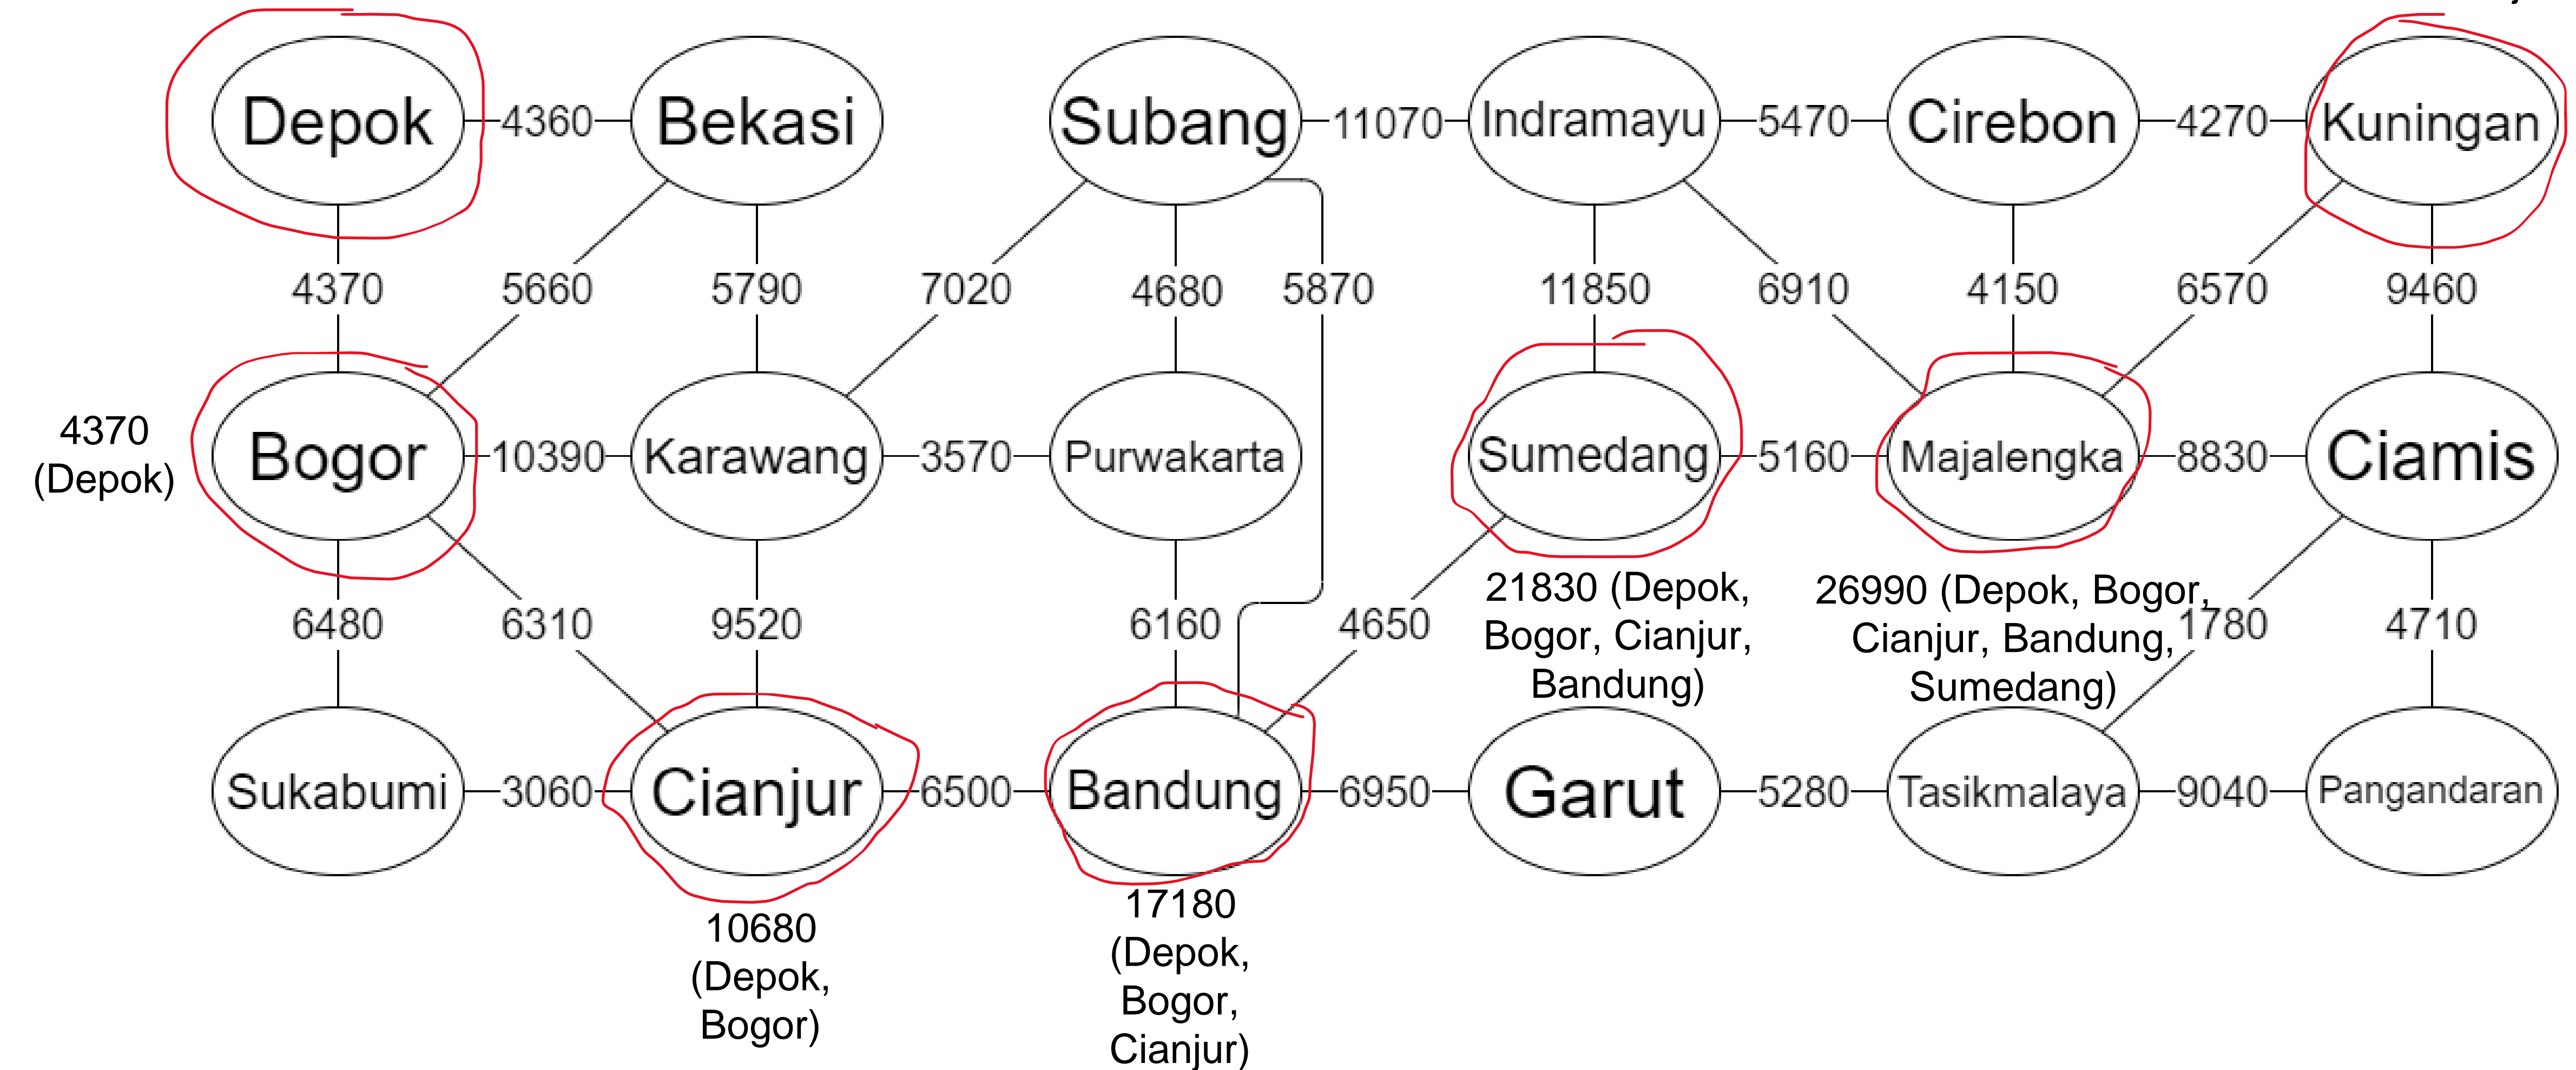 Depok
4360
Bekasi
Subang
11070
Indramayu
5470
Cirebon
4270
Kuningan
4370
5660
5790
7020
4680
5870
11850
6910
4150
6570
9460
4370
(Depok)
Bogor
10390
Karawang
3570
Purwakarta
Sumedang
5160
Majalengka
8830
Ciamis
6480
6310
9520
6160
4650
21830 (Depok,
Bogor, Cianjur,
Bandung)
26990 (Depok, Bogor,
Cianjur, Bandung,
Sumedang)
1780
4710
Sukabumi
3060
Cianjur
6500
Bandung
6950
Garut
5280
Tasikmalaya
9040
Pangandaran
10680
(Depok,
Bogor)
17180
(Depok,
Bogor,
Cianjur)